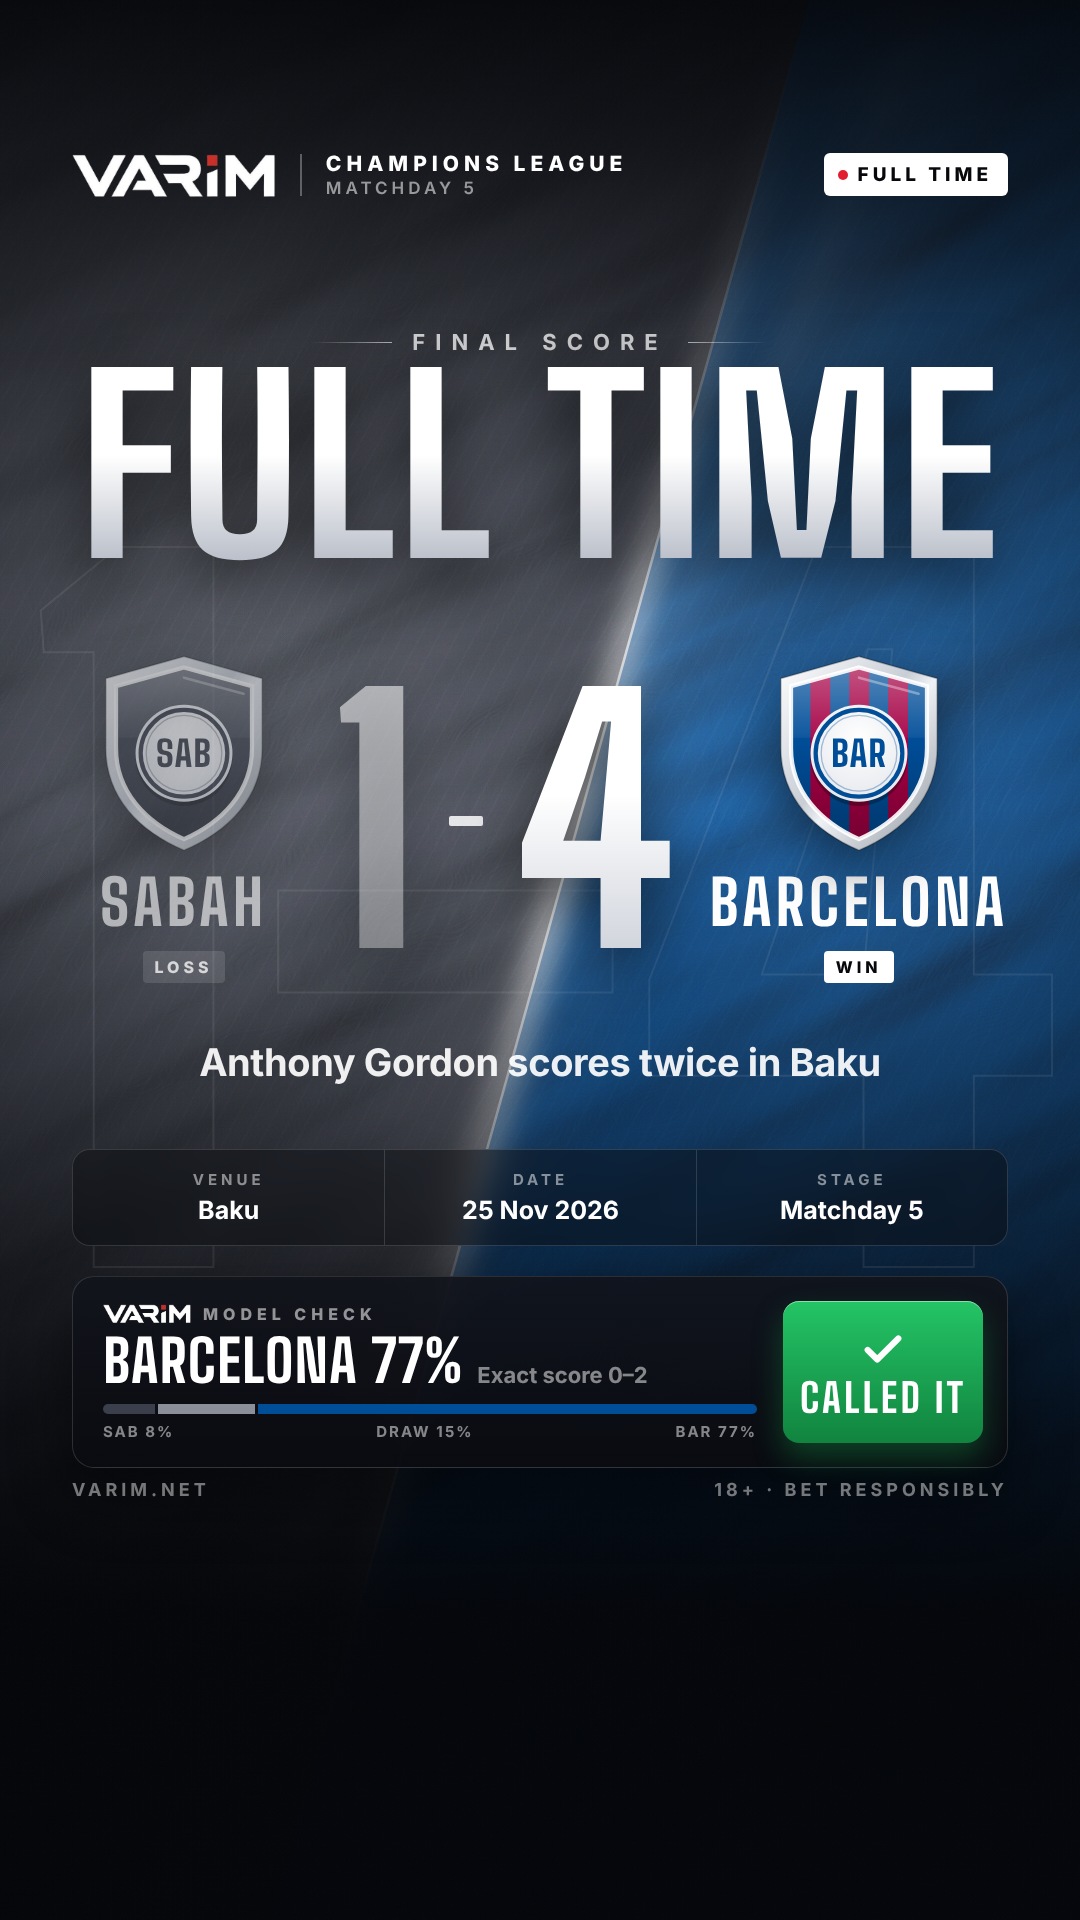 VARiM
CHAMPIONS LEAGUE
MATCHDAY 5
FULL TIME
FINAL SCORE
FULL TIME
SAB
1 - 4
BAR
SABAH
BARCELONA
LOSS
WIN
Anthony Gordon scores twice in Baku
VENUE
Baku
DATE
25 Nov 2026
STAGE
Matchday 5
VARiM MODEL CHECK
BARCELONA 77% Exact score 0–2
SAB 8% DRAW 15% BAR 77%
CALLED IT
VARIM.NET
18+ · BET RESPONSIBLY